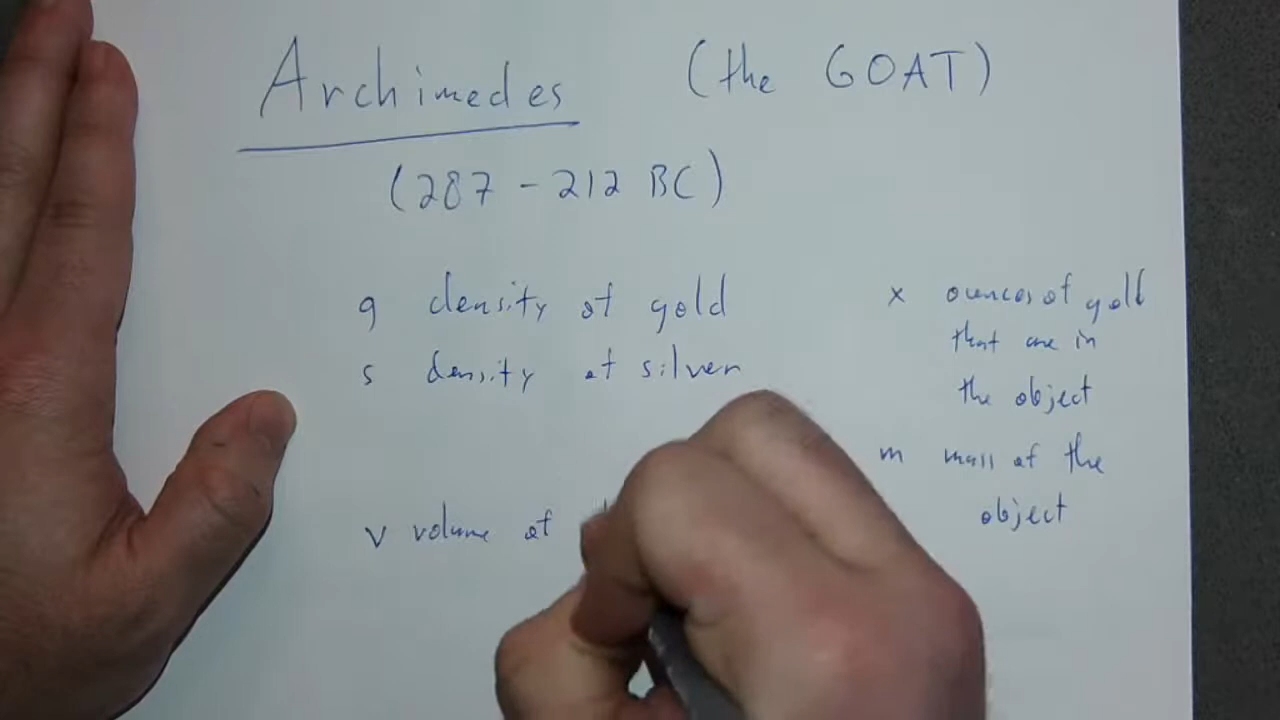 Archimedes (the GOAT)
(287 - 212 BC)
g density of gold
s density of silver
x ounces of gold
that are in
the object
m mass of the
object
v volume of